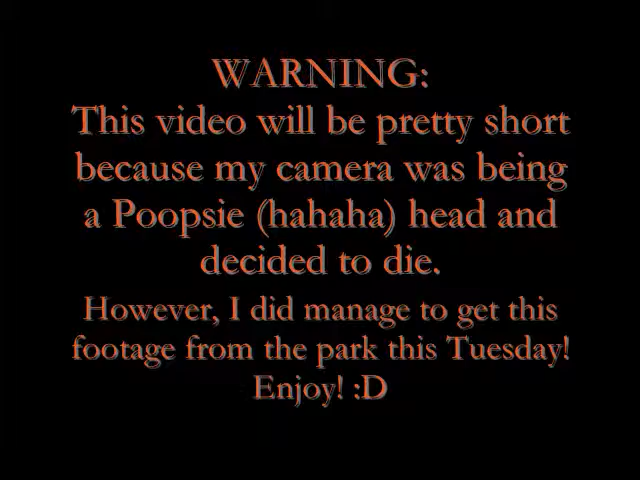 WARNING:
This video will be pretty short
because my camera was being
a Poopsie (hahaha) head and
decided to die.
However, I did manage to get this
footage from the park this Tuesday!
Enjoy! :D